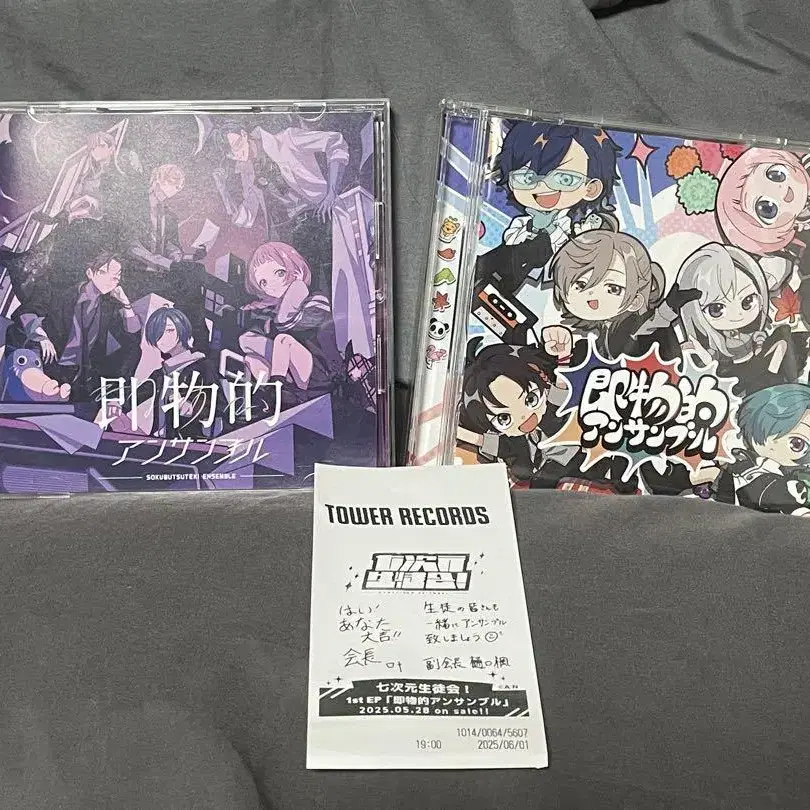 即物的
アンサンブル
SOKUBUTSUTEKI ENSEMBLE
即物的
アンサンブル
TOWER RECORDS
七次元
生徒会!
はい!
あなた
大吉!!
会長 叶
生徒の皆さんも
一緒にアンサンブル
致しましょう
副会長 樋口楓
©A N
七次元生徒会!
1st EP「即物的アンサンブル」
2025.05.28 on sale!!
1014/0064/5607
19:00 2025/06/01